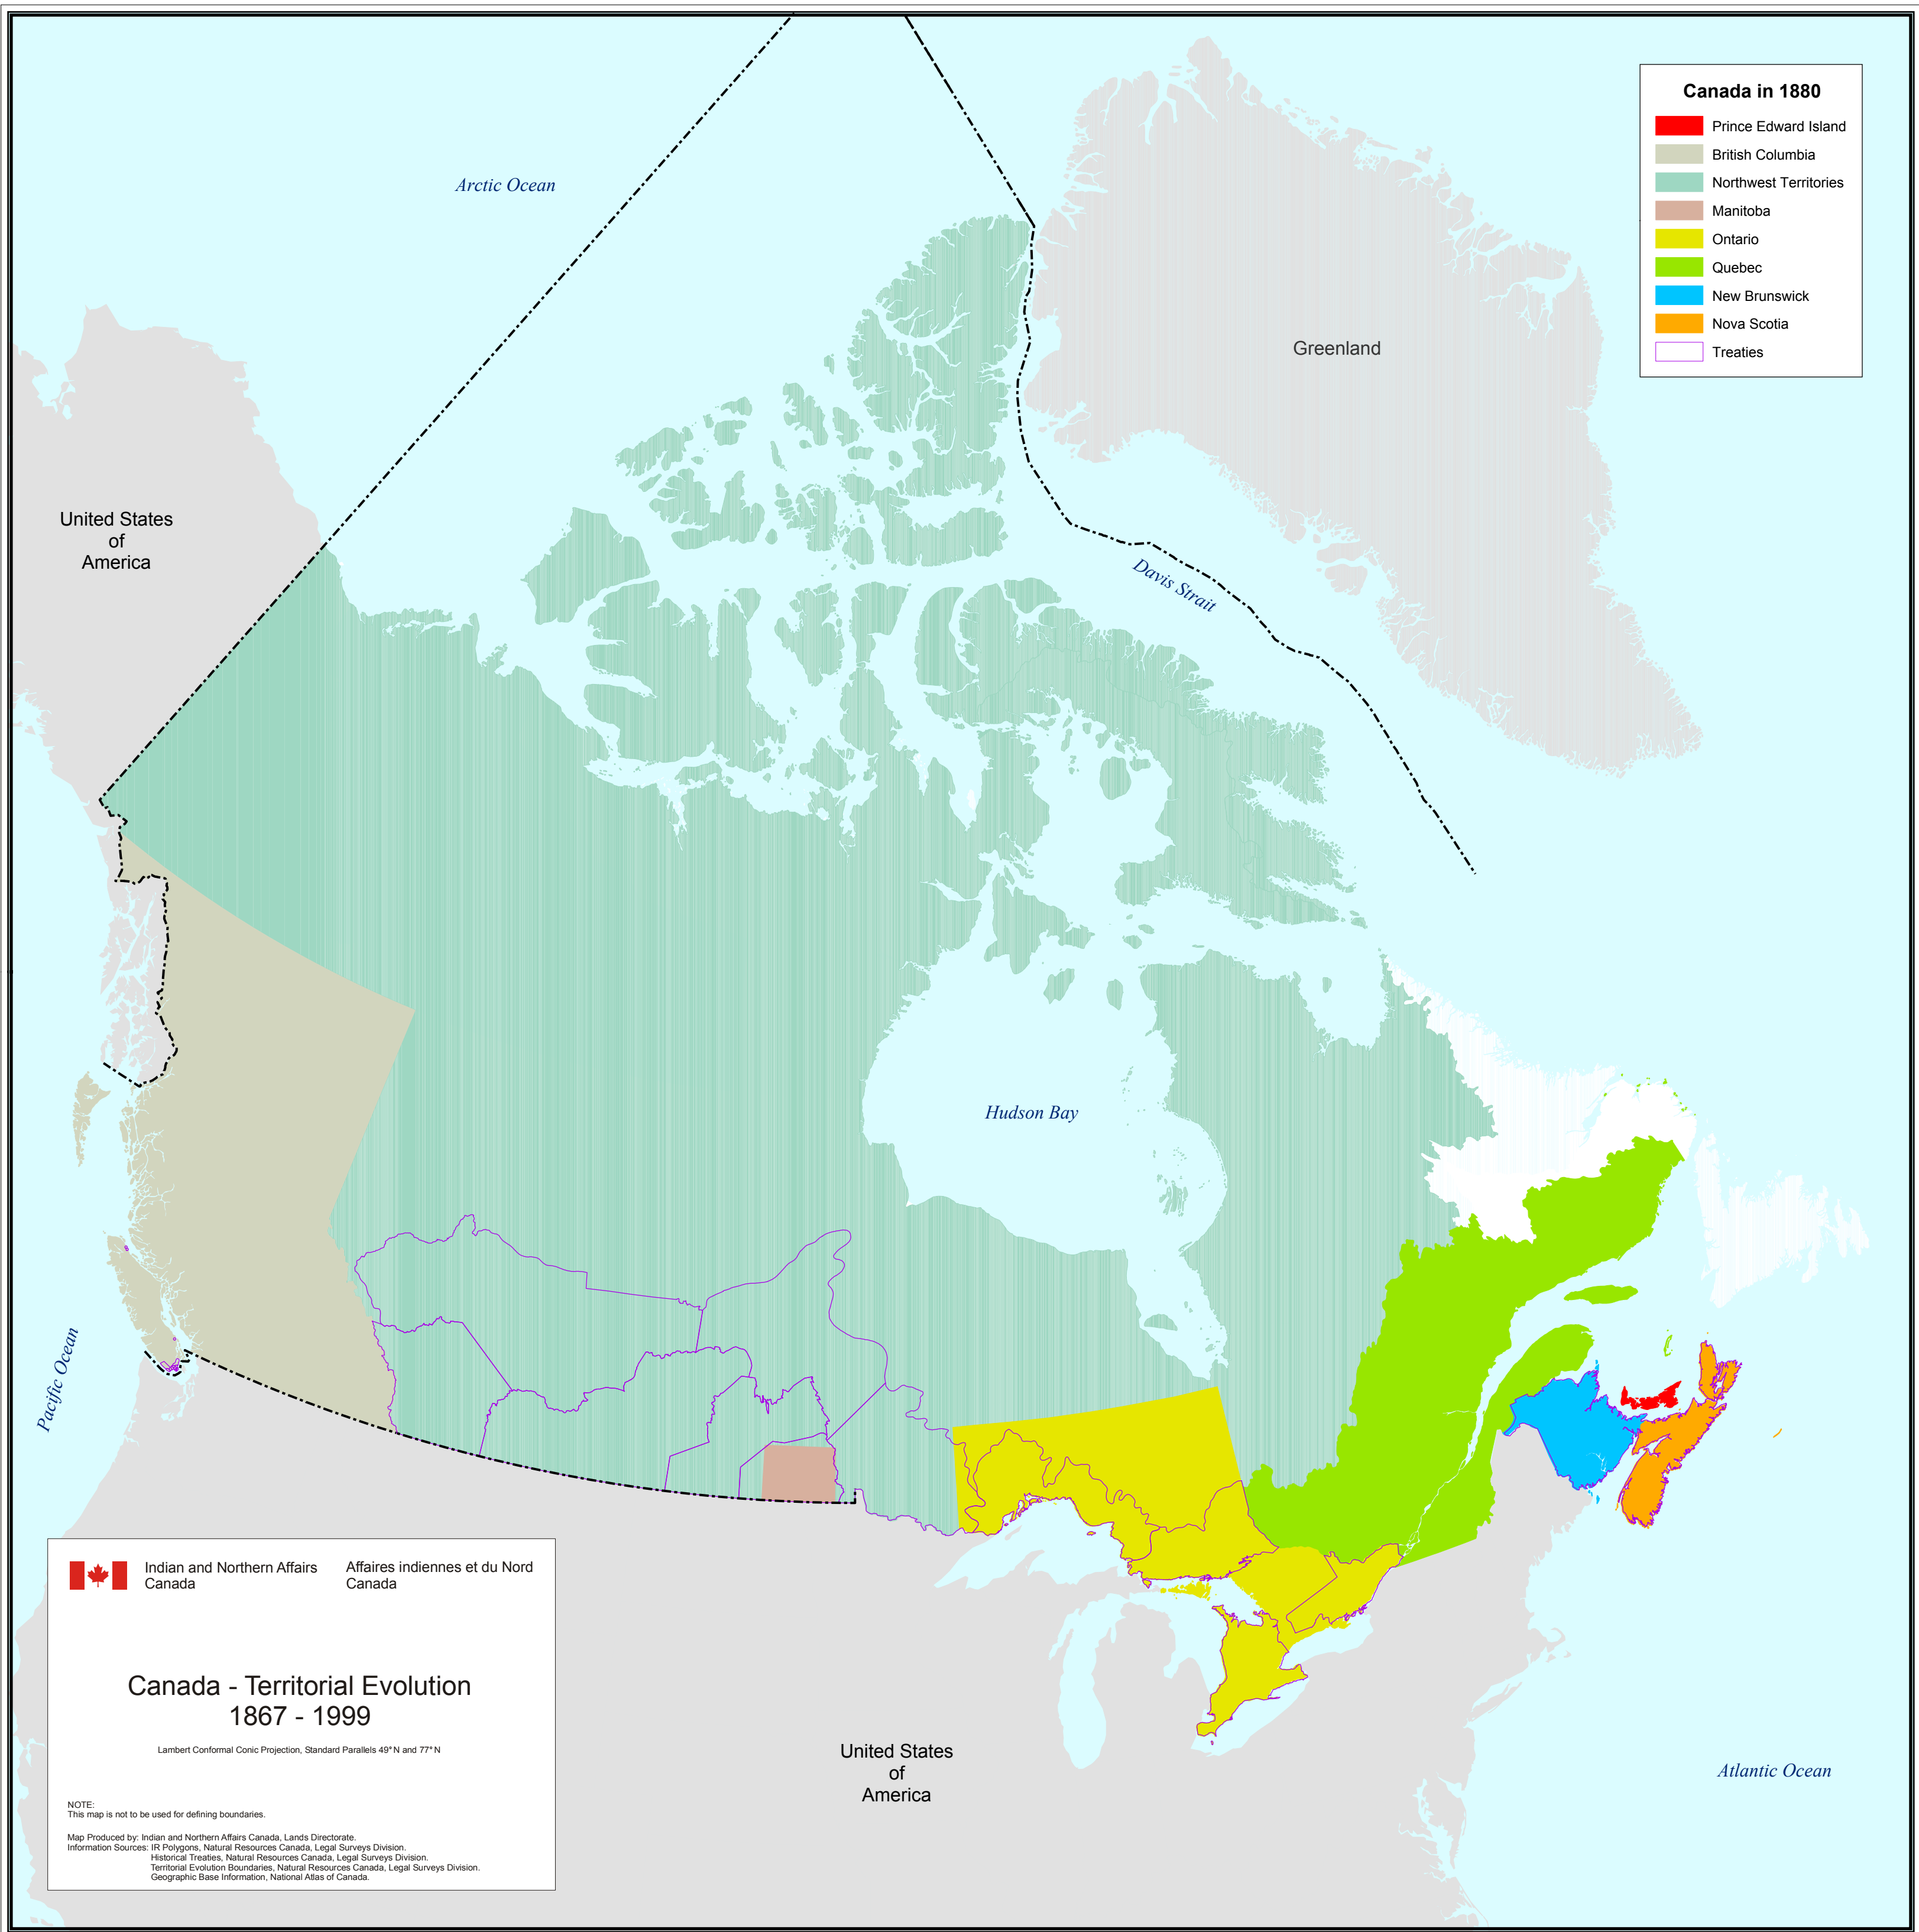 Canada in 1880
Prince Edward Island
British Columbia
Northwest Territories
Manitoba
Ontario
Quebec
New Brunswick
Nova Scotia
Treaties
Arctic Ocean
Greenland
United States
of
America
Davis Strait
Hudson Bay
Pacific Ocean
Indian and Northern Affairs
Canada
Affaires indiennes et du Nord
Canada
Canada - Territorial Evolution
1867 - 1999
Lambert Conformal Conic Projection, Standard Parallels 49° N and 77° N
NOTE:
This map is not to be used for defining boundaries.
Map Produced by: Indian and Northern Affairs Canada, Lands Directorate.
Information Sources: IR Polygons, Natural Resources Canada, Legal Surveys Division.
Historical Treaties, Natural Resources Canada, Legal Surveys Division.
Territorial Evolution Boundaries, Natural Resources Canada, Legal Surveys Division.
Geographic Base Information, National Atlas of Canada.
United States
of
America
Atlantic Ocean